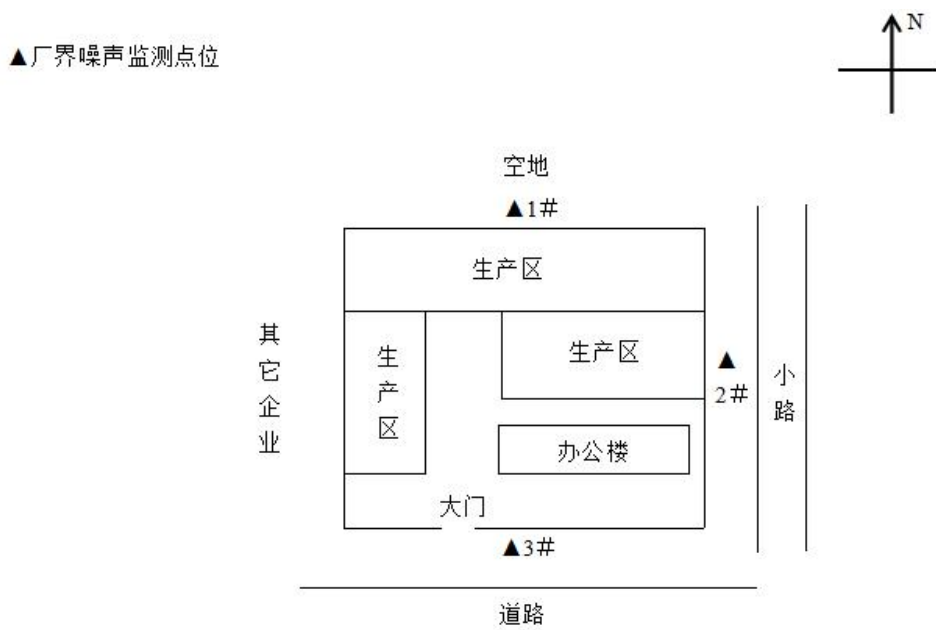 N
▲厂界噪声监测点位
空地
▲1#
生产区
其它企业
生产区
生产区
▲
2#
小路
办公楼
大门
▲3#
道路